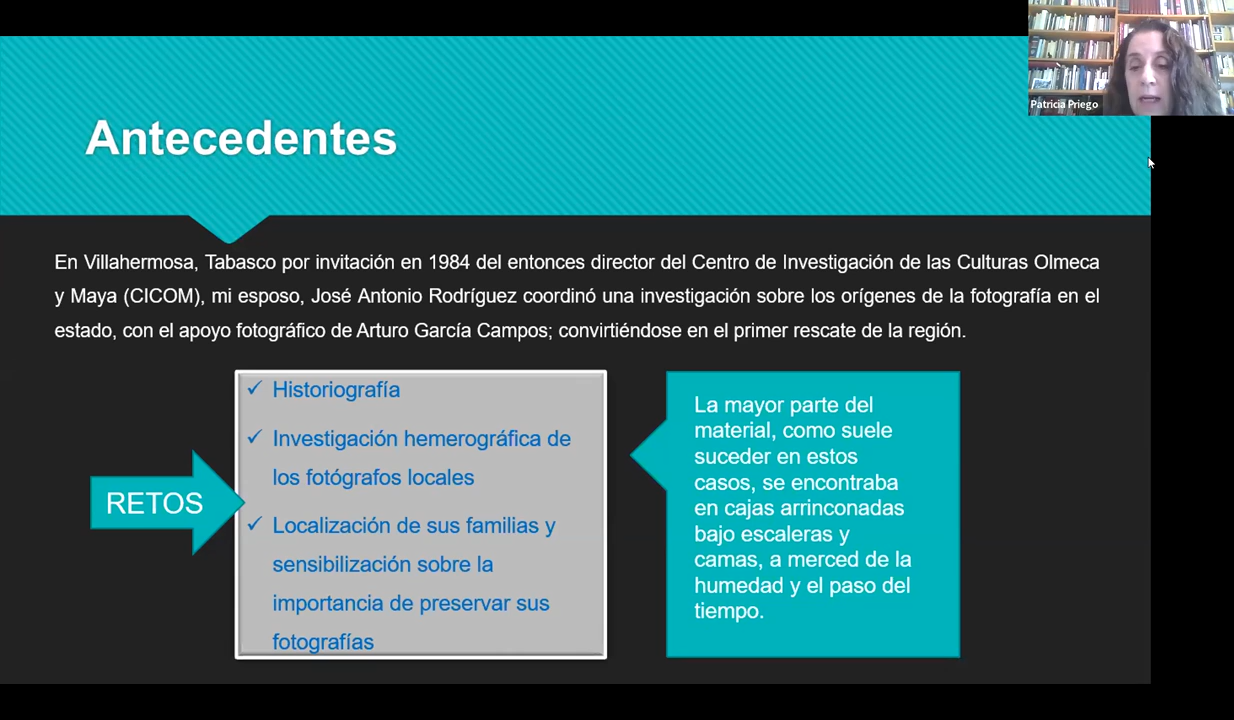 Patricia Priego
Antecedentes
En Villahermosa, Tabasco por invitación en 1984 del entonces director del Centro de Investigación de las Culturas Olmeca
y Maya (CICOM), mi esposo, José Antonio Rodríguez coordinó una investigación sobre los orígenes de la fotografía en el
estado, con el apoyo fotográfico de Arturo García Campos; convirtiéndose en el primer rescate de la región.
RETOS
✓ Historiografía
✓ Investigación hemerográfica de
los fotógrafos locales
✓ Localización de sus familias y
sensibilización sobre la
importancia de preservar sus
fotografías
La mayor parte del
material, como suele
suceder en estos
casos, se encontraba
en cajas arrinconadas
bajo escaleras y
camas, a merced de la
humedad y el paso del
tiempo.